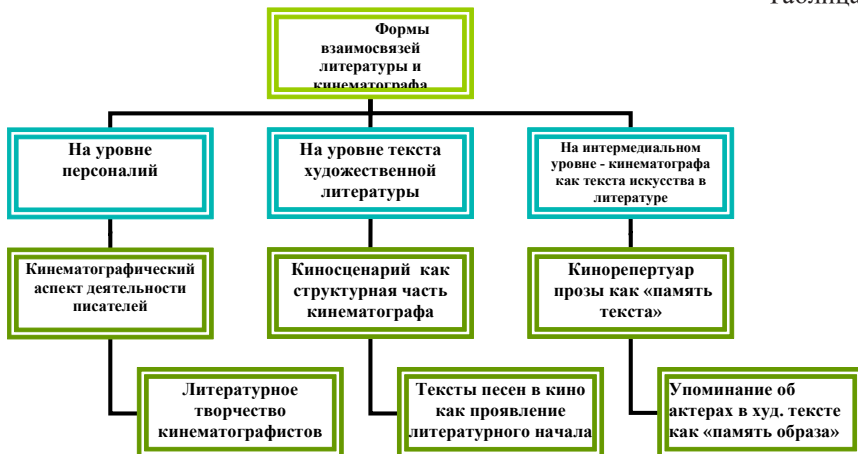 Таблица
Формы
взаимосвязей
литературы и
кинематографа
На уровне
персоналий
На уровне текста
художественной
литературы
На интермедиальном
уровне - кинематографа
как текста искусства в
литературе
Кинематографический
аспект деятельности
писателей
Киносценарий как
структурная часть
кинематографа
Кинорепертуар
прозы как «память
текста»
Литературное
творчество
кинематографистов
Тексты песен в кино
как проявление
литературного начала
Упоминание об
актерах в худ. тексте
как «память образа»